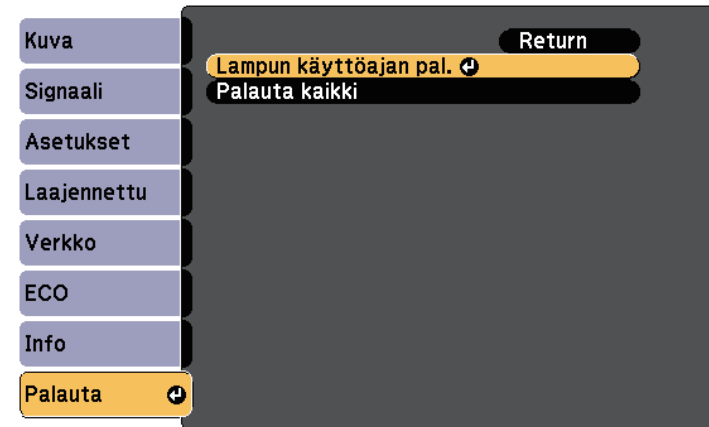 Kuva
Signaali
Asetukset
Laajennettu
Verkko
ECO
Info
Palauta
Return
Lampun käyttöajan pal.
Palauta kaikki